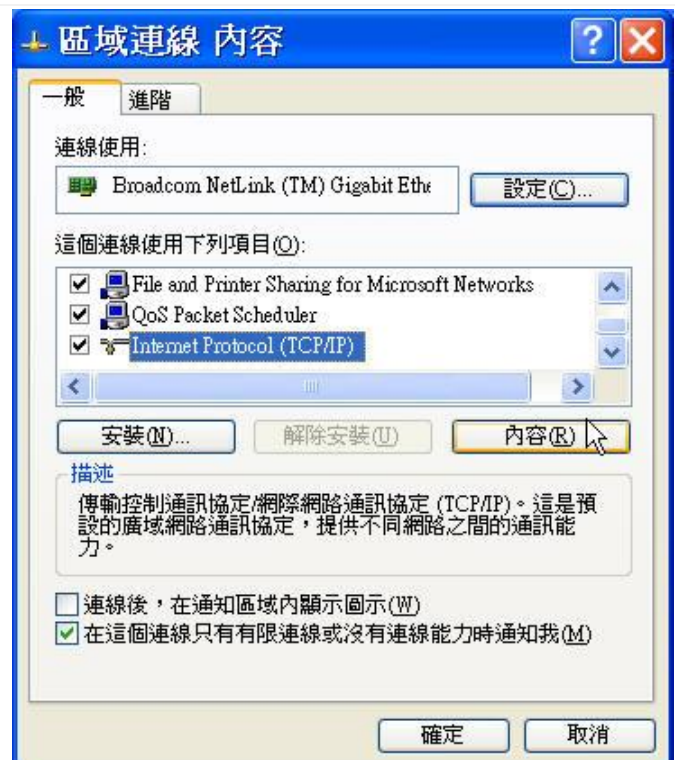 區域連線 內容
一般
進階
連線使用:
Broadcom NetLink (TM) Gigabit Ethe
設定(C)...
這個連線使用下列項目(O):
File and Printer Sharing for Microsoft Networks
QoS Packet Scheduler
Internet Protocol (TCP/IP)
安裝(N)...
解除安裝(U)
內容(R)
描述
傳輸控制通訊協定/網際網路通訊協定 (TCP/IP)。這是預
設的廣域網路通訊協定，提供不同網路之間的通訊能
力。
連線後，在通知區域內顯示圖示(W)
在這個連線只有有限連線或沒有連線能力時通知我(M)
確定
取消